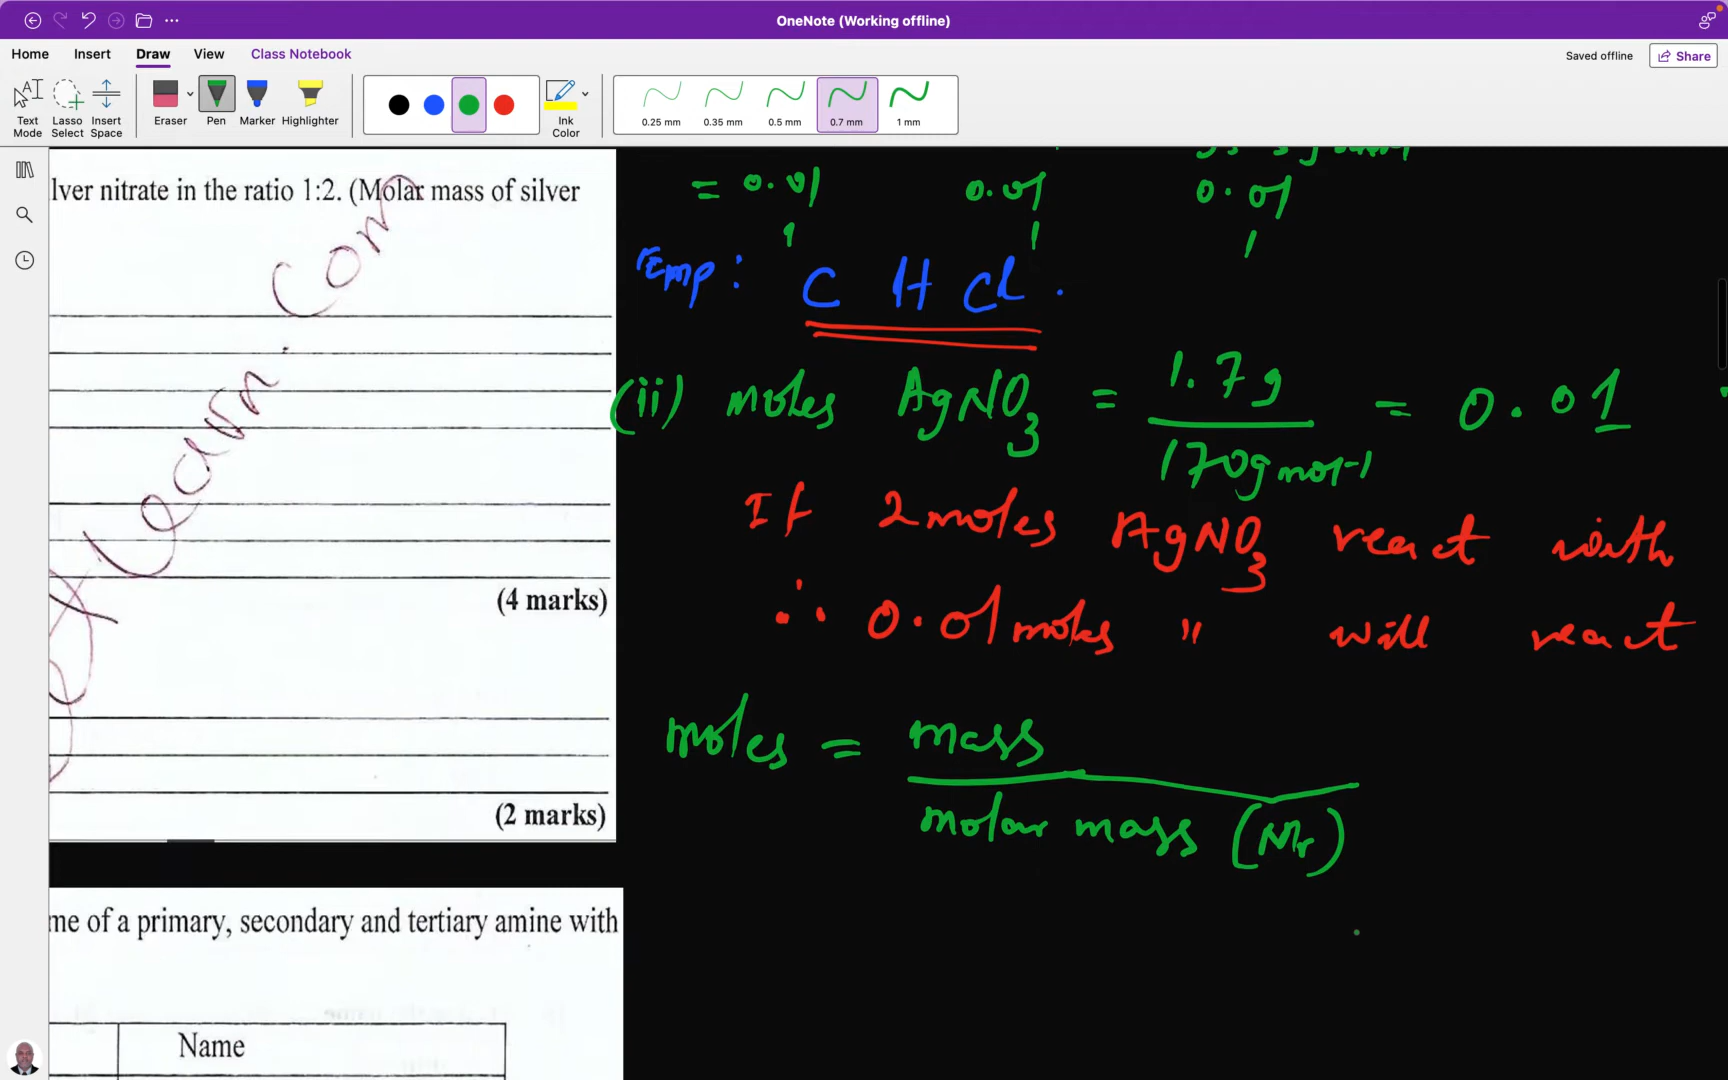 OneNote (Working offline)
Home Insert Draw View Class Notebook
Saved offline Share
Text Mode
Lasso Select
Insert Space
Eraser
Pen
Marker
Highlighter
Ink Color
0.25 mm
0.35 mm
0.5 mm
0.7 mm
1 mm
lver nitrate in the ratio 1:2. (Molar mass of silver
(4 marks)
(2 marks)
me of a primary, secondary and tertiary amine with
Name
Learn.Com
= 0.01 0.01 0.01
1 1 1
Emp: C H Cl.
(ii) moles AgNO3 = 1.7g / 170g mol-1 = 0.01
If 2 moles AgNO3 react with
∴ 0.01 moles " will react
moles = mass
molar mass (Mr)